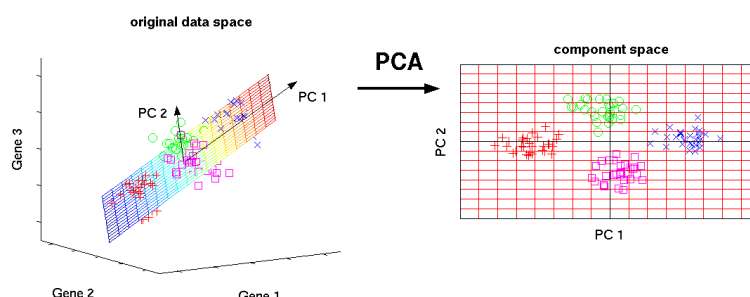 original data space
PCA
component space
PC 1
PC 2
Gene 3
PC 2
PC 1
Gene 2
Gene 1